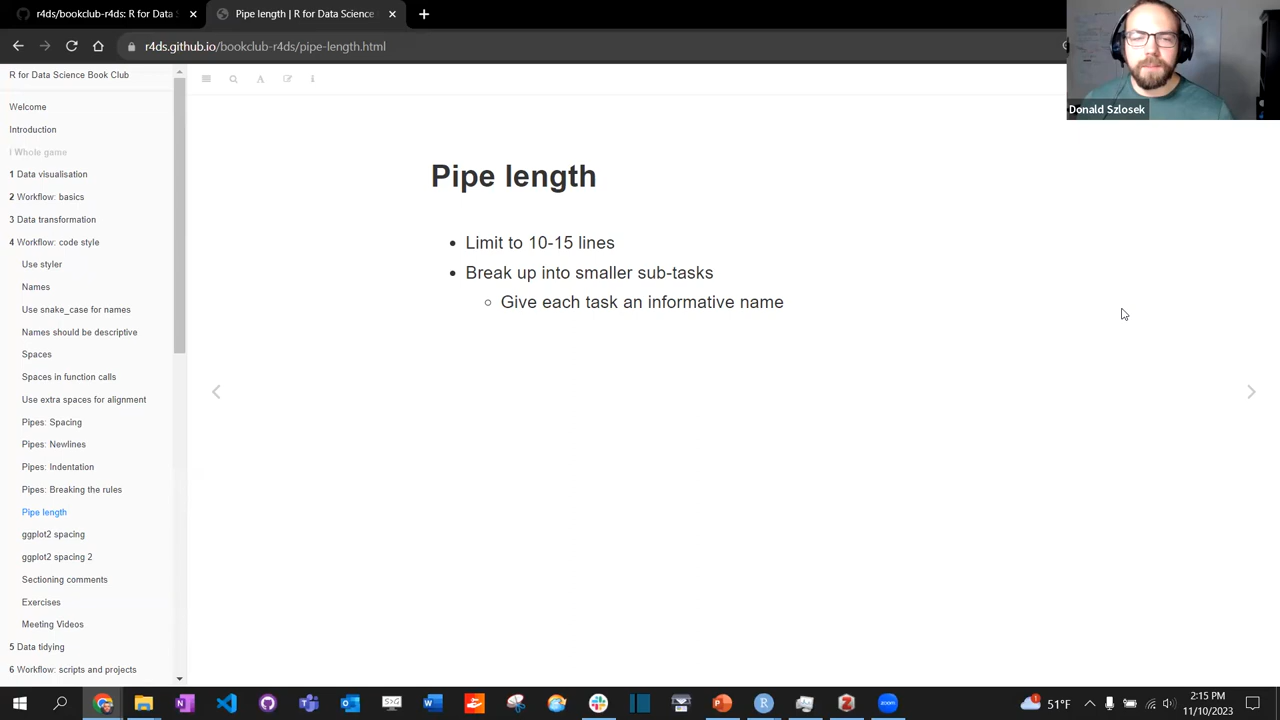 r4ds/bookclub-r4ds: R for Data S
Pipe length | R for Data Science
r4ds.github.io/bookclub-r4ds/pipe-length.html
Donald Szlosek
R for Data Science Book Club
Welcome
Introduction
I Whole game
1 Data visualisation
2 Workflow: basics
3 Data transformation
4 Workflow: code style
Use styler
Names
Use snake_case for names
Names should be descriptive
Spaces
Spaces in function calls
Use extra spaces for alignment
Pipes: Spacing
Pipes: Newlines
Pipes: Indentation
Pipes: Breaking the rules
Pipe length
ggplot2 spacing
ggplot2 spacing 2
Sectioning comments
Exercises
Meeting Videos
5 Data tidying
6 Workflow: scripts and projects
Pipe length
Limit to 10-15 lines
Break up into smaller sub-tasks
Give each task an informative name
51°F
2:15 PM
11/10/2023